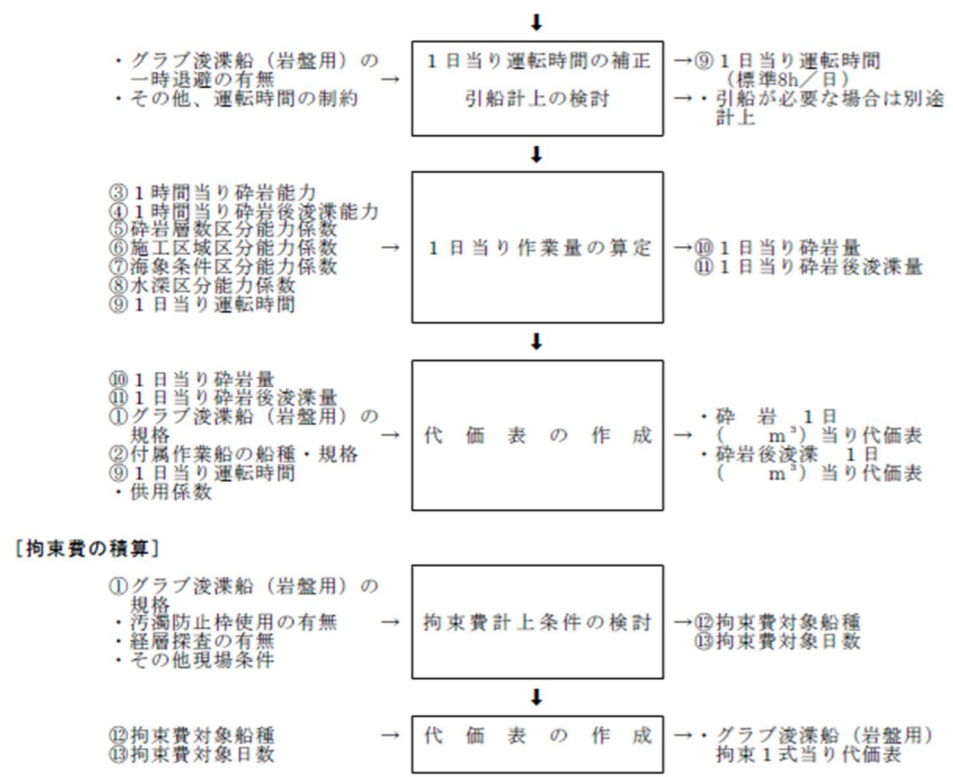 ・グラブ浚渫船（岩盤用）の
一時退避の有無
・その他、運転時間の制約
→
１日当り運転時間の補正
引船計上の検討
→⑨１日当り運転時間
（標準8h／日）
→・引船が必要な場合は別途
計上
③１時間当り砕岩能力
④１時間当り砕岩後浚渫能力
⑤砕岩層数区分能力係数
⑥施工区域区分能力係数
⑦海象条件区分能力係数
⑧水深区分能力係数
⑨１日当り運転時間
→
１日当り作業量の算定
→⑩１日当り砕岩量
⑪１日当り砕岩後浚渫量
⑩１日当り砕岩量
⑪１日当り砕岩後浚渫量
①グラブ浚渫船（岩盤用）の
規格
②付属作業船の船種・規格
⑨１日当り運転時間
・供用係数
→
代 価 表 の 作 成
→
・砕 岩 １日
（ m³）当り代価表
・砕岩後浚渫 １日
（ m³）当り代価表
［拘束費の積算］
①グラブ浚渫船（岩盤用）の
規格
・汚濁防止枠使用の有無
・経層探査の有無
・その他現場条件
→
拘束費計上条件の検討
→⑫拘束費対象船種
⑬拘束費対象日数
⑫拘束費対象船種
⑬拘束費対象日数
→
代 価 表 の 作 成
→・グラブ浚渫船（岩盤用）
拘束１式当り代価表